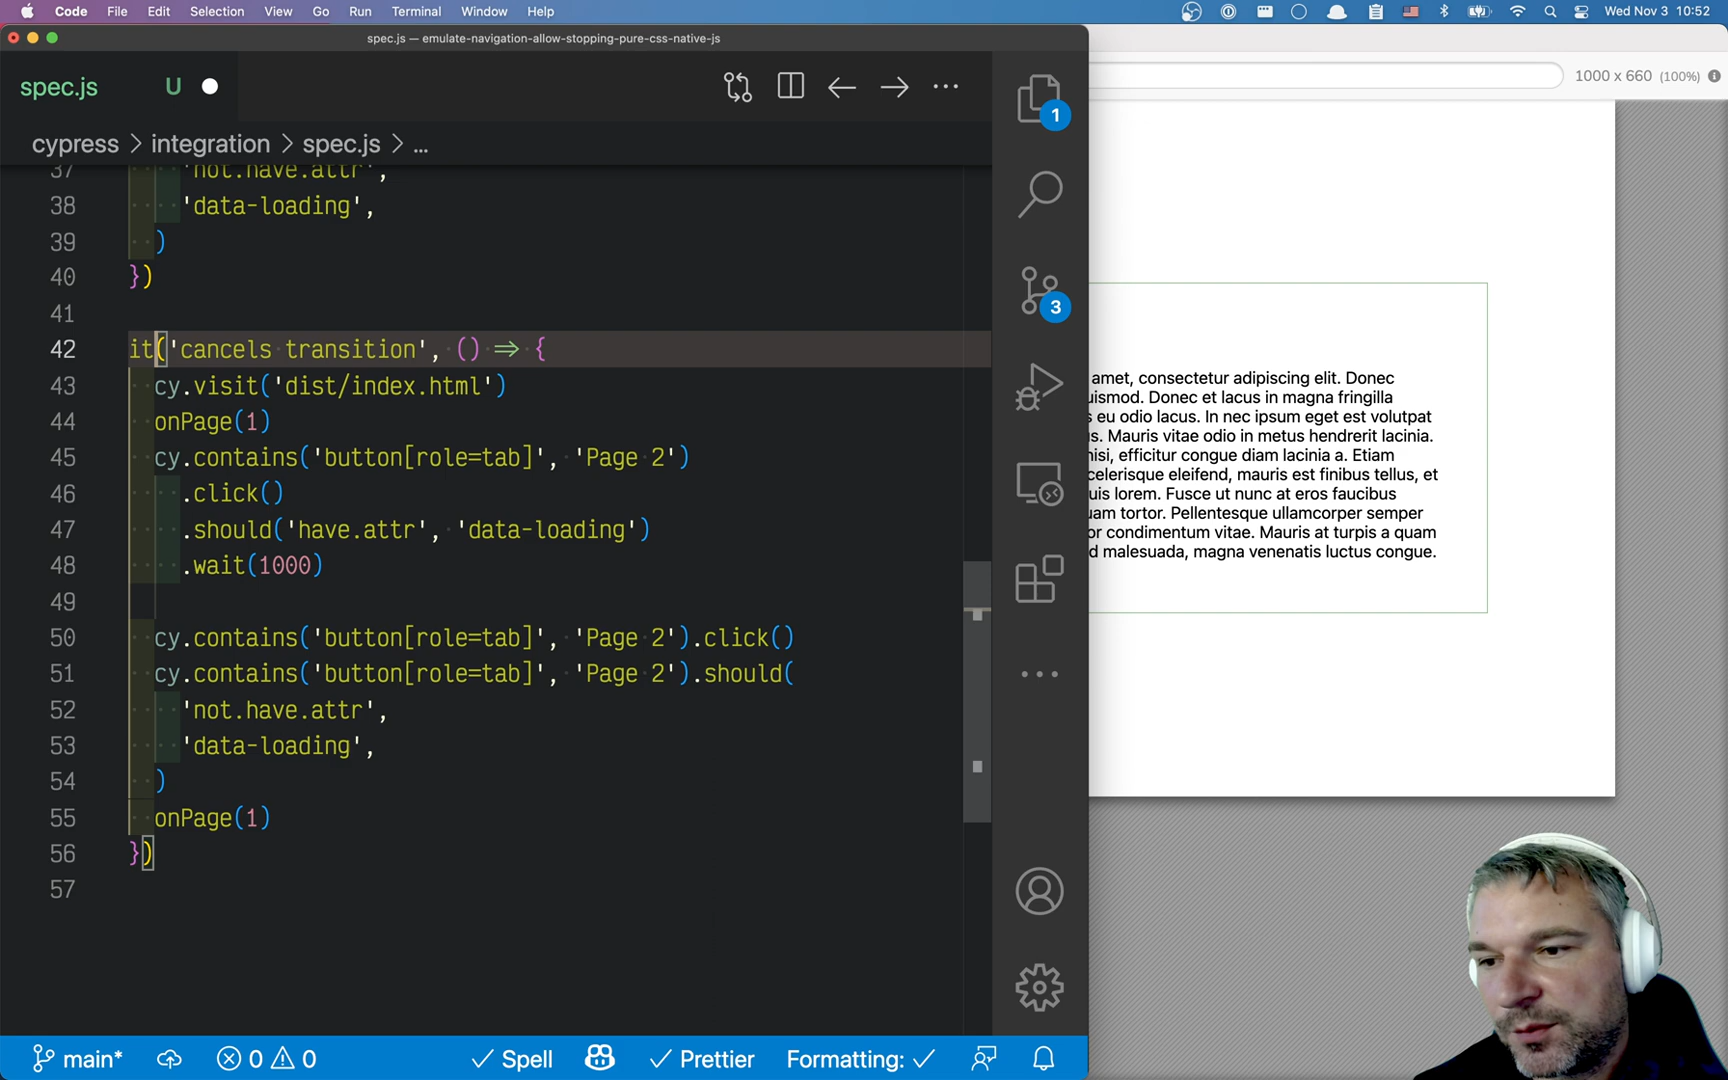 Code File Edit Selection View Go Run Terminal Window Help Wed Nov 3 10:52
spec.js — emulate-navigation-allow-stopping-pure-css-native-js
spec.js U
1000 x 660 (100%)
cypress > integration > spec.js > ...
37 'not.have.attr',
38 'data-loading',
39 )
40 })
41
42 it('cancels transition', () => {
43 cy.visit('dist/index.html')
44 onPage(1)
45 cy.contains('button[role=tab]', 'Page 2')
46 .click()
47 .should('have.attr', 'data-loading')
48 .wait(1000)
49
50 cy.contains('button[role=tab]', 'Page 2').click()
51 cy.contains('button[role=tab]', 'Page 2').should(
52 'not.have.attr',
53 'data-loading',
54 )
55 onPage(1)
56 })
57
1
3
amet, consectetur adipiscing elit. Donec
uismod. Donec et lacus in magna fringilla
s eu odio lacus. In nec ipsum eget est volutpat
us. Mauris vitae odio in metus hendrerit lacinia.
nisi, efficitur congue diam lacinia a. Etiam
celerisque eleifend, mauris est finibus tellus, et
uis lorem. Fusce ut nunc at eros faucibus
uam tortor. Pellentesque ullamcorper semper
or condimentum vitae. Mauris at turpis a quam
d malesuada, magna venenatis luctus congue.
main* 0 0 Spell Prettier Formatting: